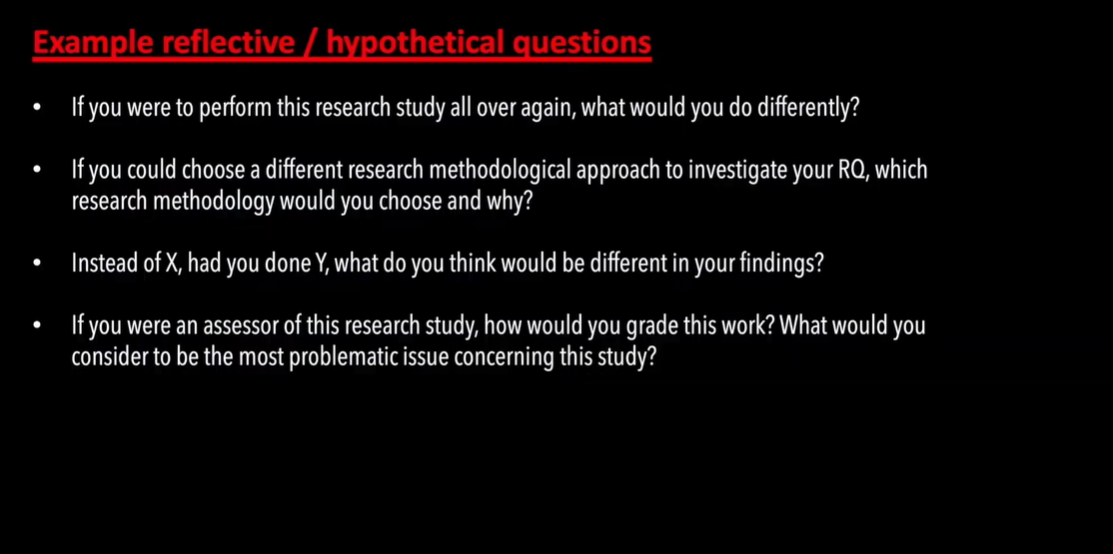 Example reflective / hypothetical questions
• If you were to perform this research study all over again, what would you do differently?
• If you could choose a different research methodological approach to investigate your RQ, which
research methodology would you choose and why?
• Instead of X, had you done Y, what do you think would be different in your findings?
• If you were an assessor of this research study, how would you grade this work? What would you
consider to be the most problematic issue concerning this study?